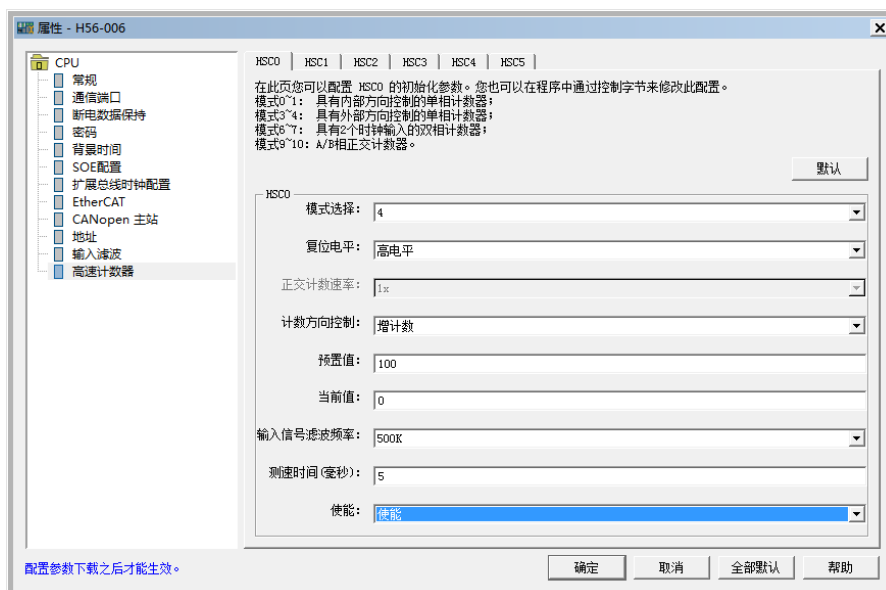 属性 - H56-006
CPU
常规
通信端口
断电数据保持
密码
背景时间
SOE配置
扩展总线时钟配置
EtherCAT
CANopen 主站
地址
输入滤波
高速计数器
HSC0 HSC1 HSC2 HSC3 HSC4 HSC5
在此页您可以配置 HSC0 的初始化参数。您也可以在程序中通过控制字节来修改此配置。
模式0~1: 具有内部方向控制的单相计数器;
模式3~4: 具有外部方向控制的单相计数器;
模式6~7: 具有2个时钟输入的双相计数器;
模式9~10: A/B相正交计数器。
默认
HSC0
模式选择: 4
复位电平: 高电平
正交计数速率: 1x
计数方向控制: 增计数
预置值: 100
当前值: 0
输入信号滤波频率: 500K
测速时间(毫秒): 5
使能: 使能
配置参数下载之后才能生效。
确定 取消 全部默认 帮助